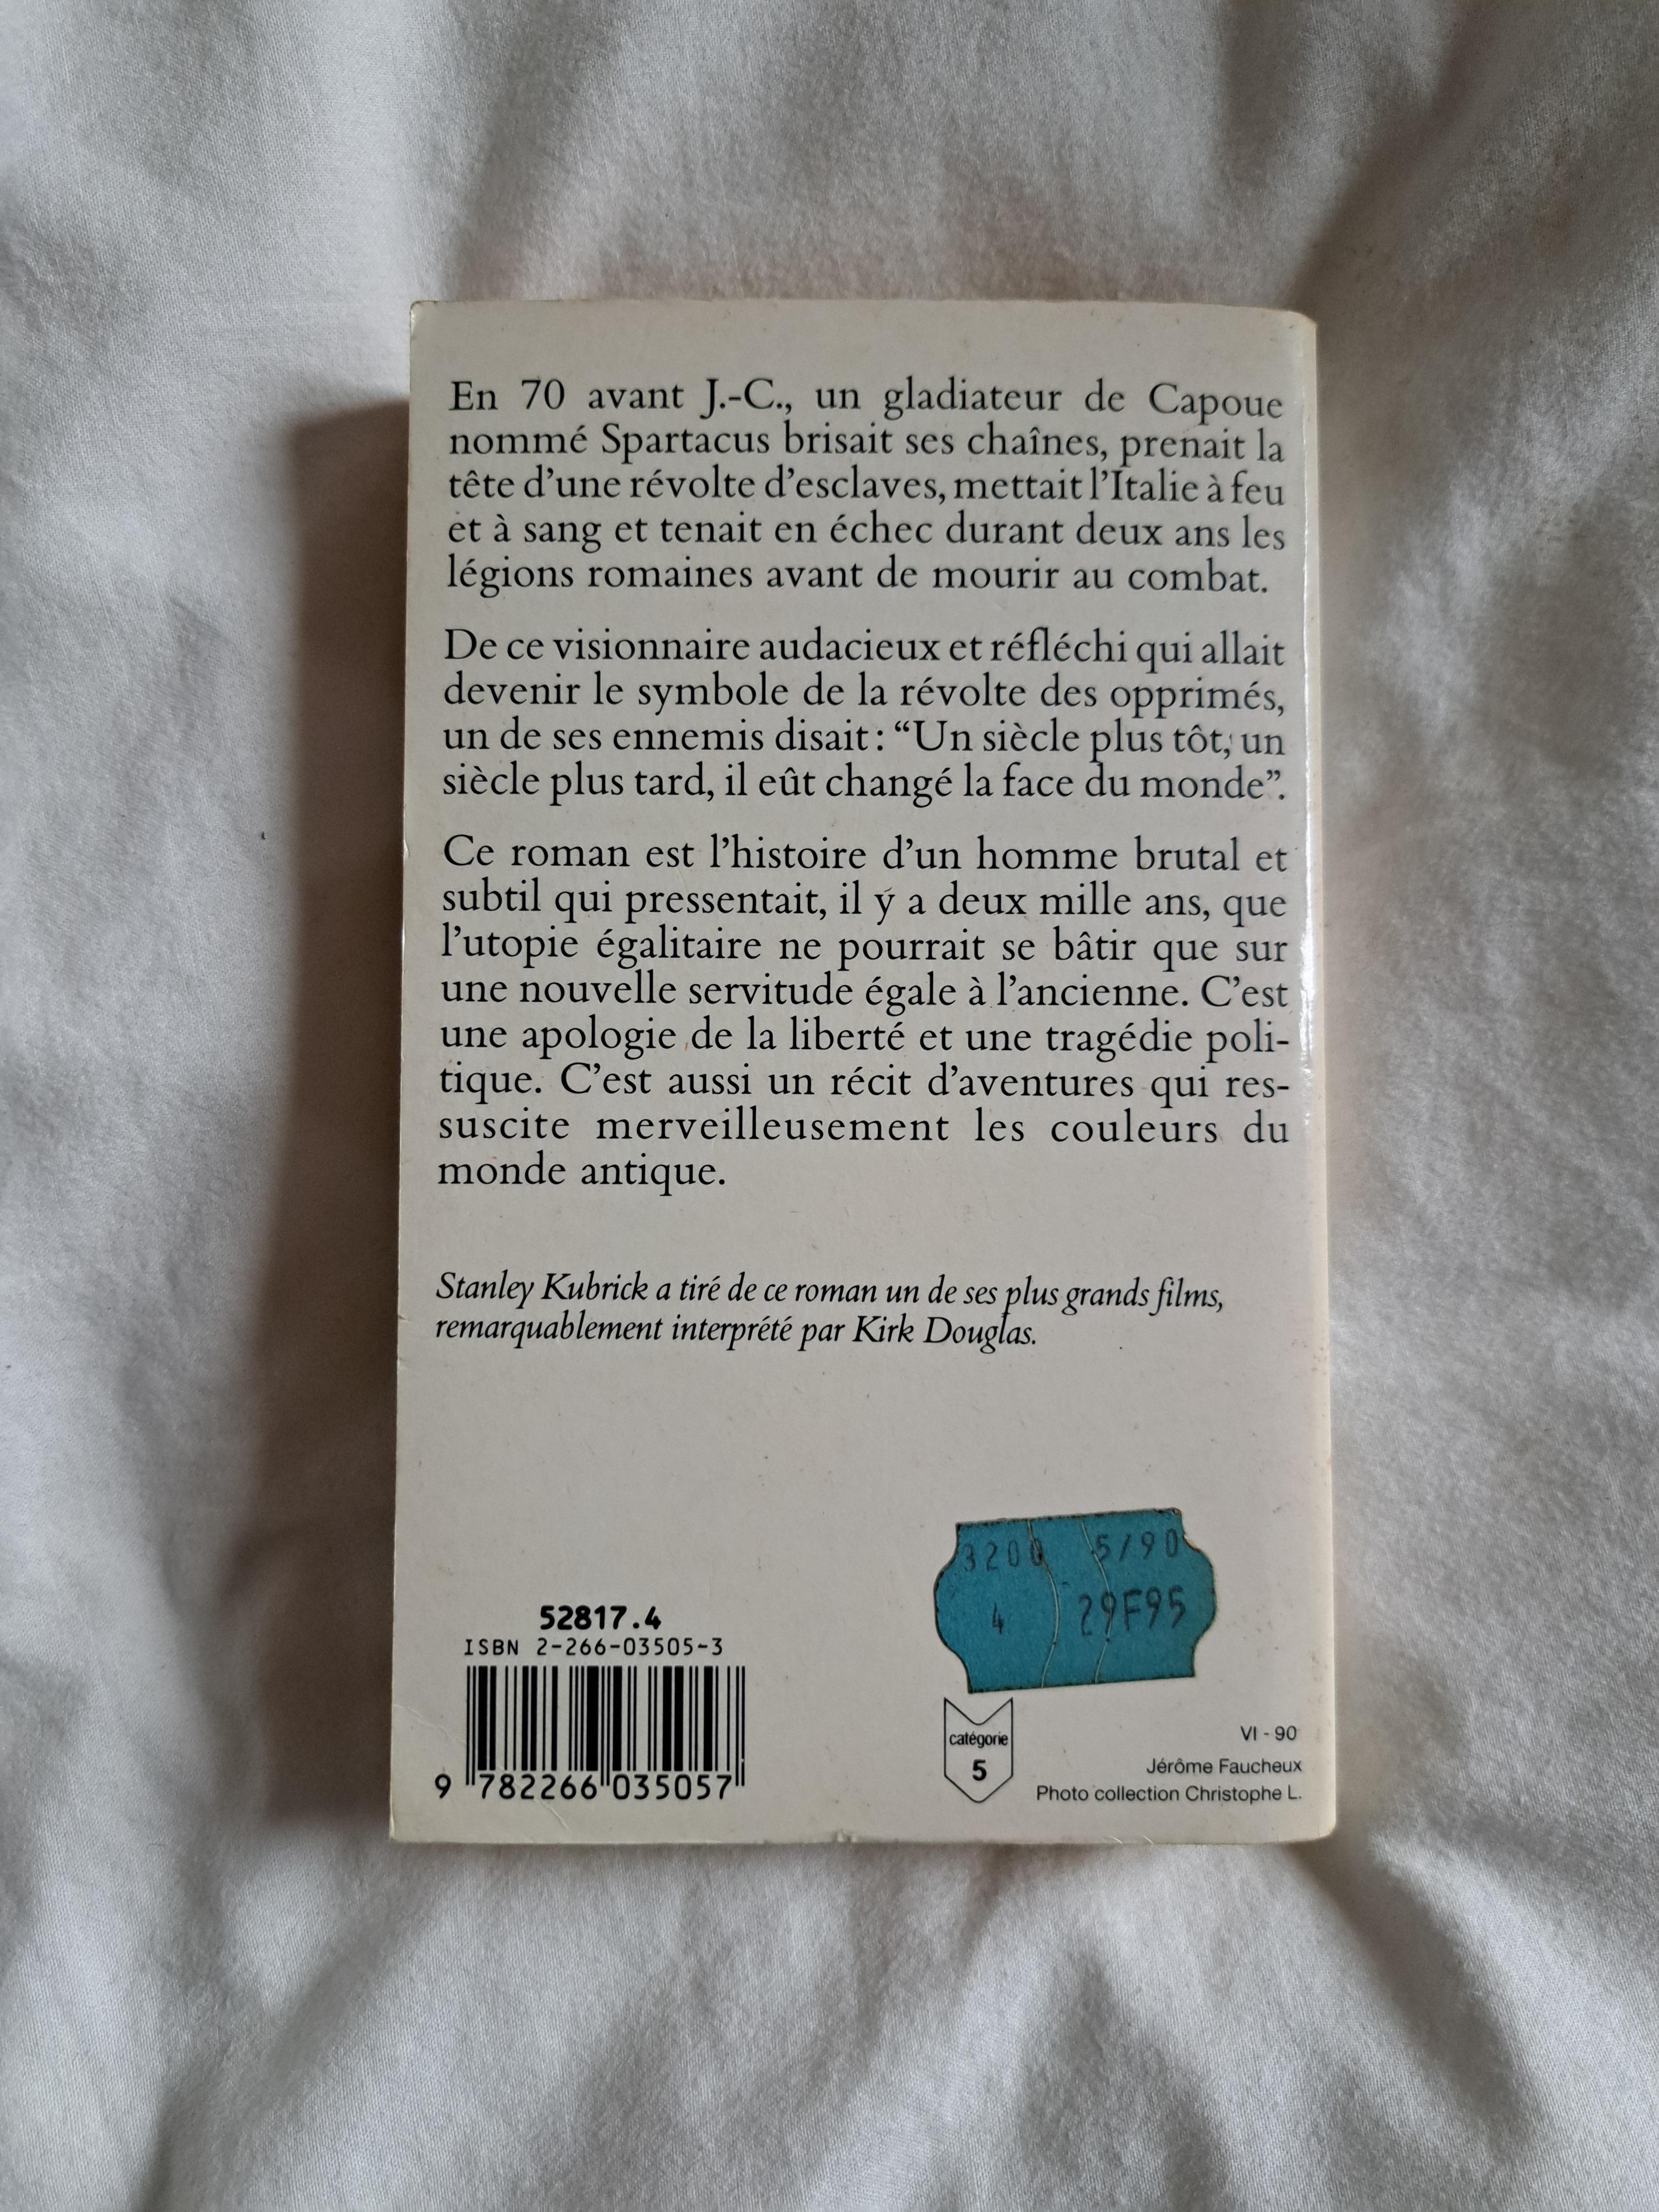 En 70 avant J.-C., un gladiateur de Capoue
nommé Spartacus brisait ses chaînes, prenait la
tête d'une révolte d'esclaves, mettait l'Italie à feu
et à sang et tenait en échec durant deux ans les
légions romaines avant de mourir au combat.
De ce visionnaire audacieux et réfléchi qui allait
devenir le symbole de la révolte des opprimés,
un de ses ennemis disait : “Un siècle plus tôt, un
siècle plus tard, il eût changé la face du monde”.
Ce roman est l'histoire d'un homme brutal et
subtil qui pressentait, il y a deux mille ans, que
l'utopie égalitaire ne pourrait se bâtir que sur
une nouvelle servitude égale à l'ancienne. C'est
une apologie de la liberté et une tragédie poli-
tique. C'est aussi un récit d'aventures qui res-
suscite merveilleusement les couleurs du
monde antique.
Stanley Kubrick a tiré de ce roman un de ses plus grands films,
remarquablement interprété par Kirk Douglas.
3200 5/90
4 29F95
52817.4
ISBN 2-266-03505-3
9 782266 035057
catégorie
5
VI - 90
Jérôme Faucheux
Photo collection Christophe L.